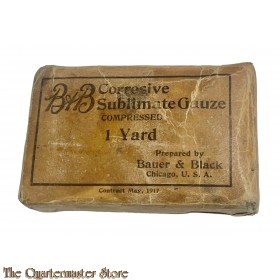 B&B Corrosive
Sublimate Gauze
COMPRESSED
1 Yard
Prepared by
Bauer & Black
Chicago, U. S. A.
Contract May, 1917
The Quartermaster Store